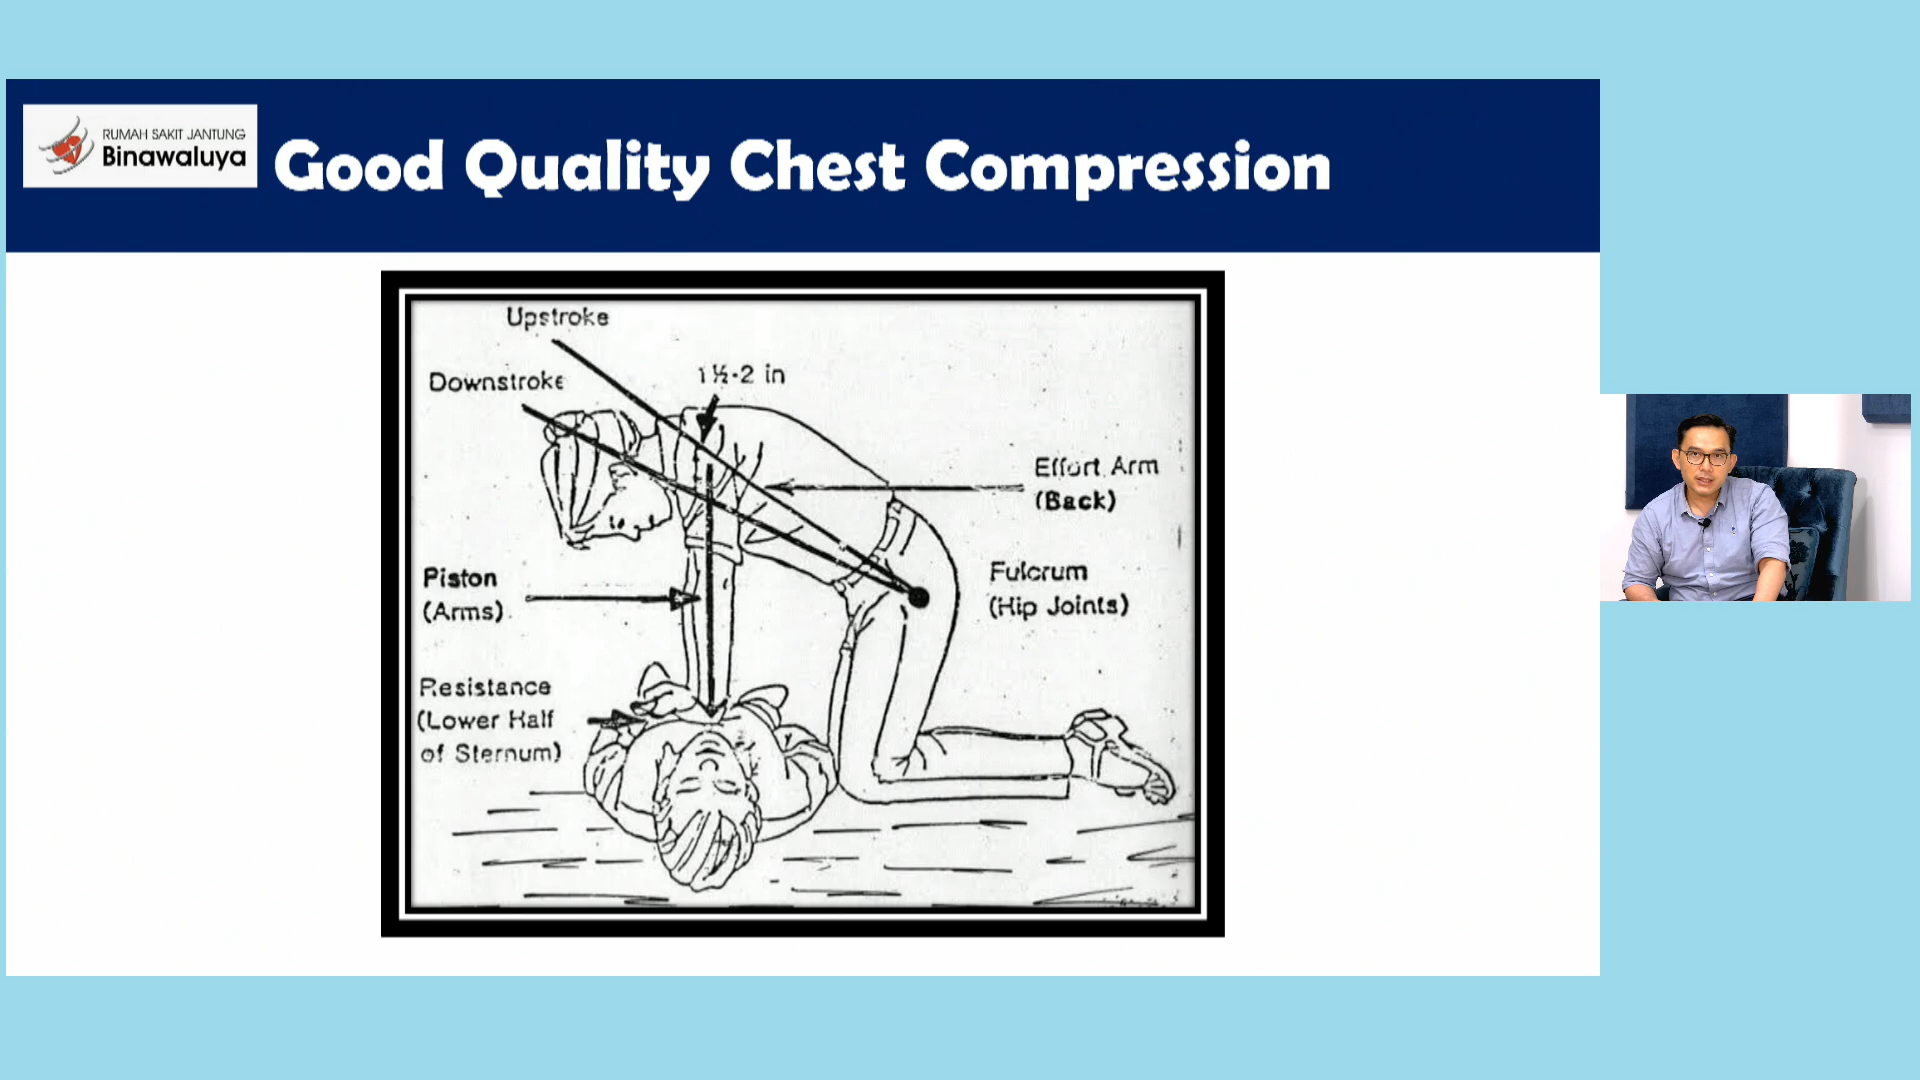 RUMAH SAKIT JANTUNG
Binawaluya
Good Quality Chest Compression
Upstroke
Downstroke
1½-2 in
Effort Arm
(Back)
Piston
(Arms)
Fulcrum
(Hip Joints)
Resistance
(Lower Half
of Sternum)